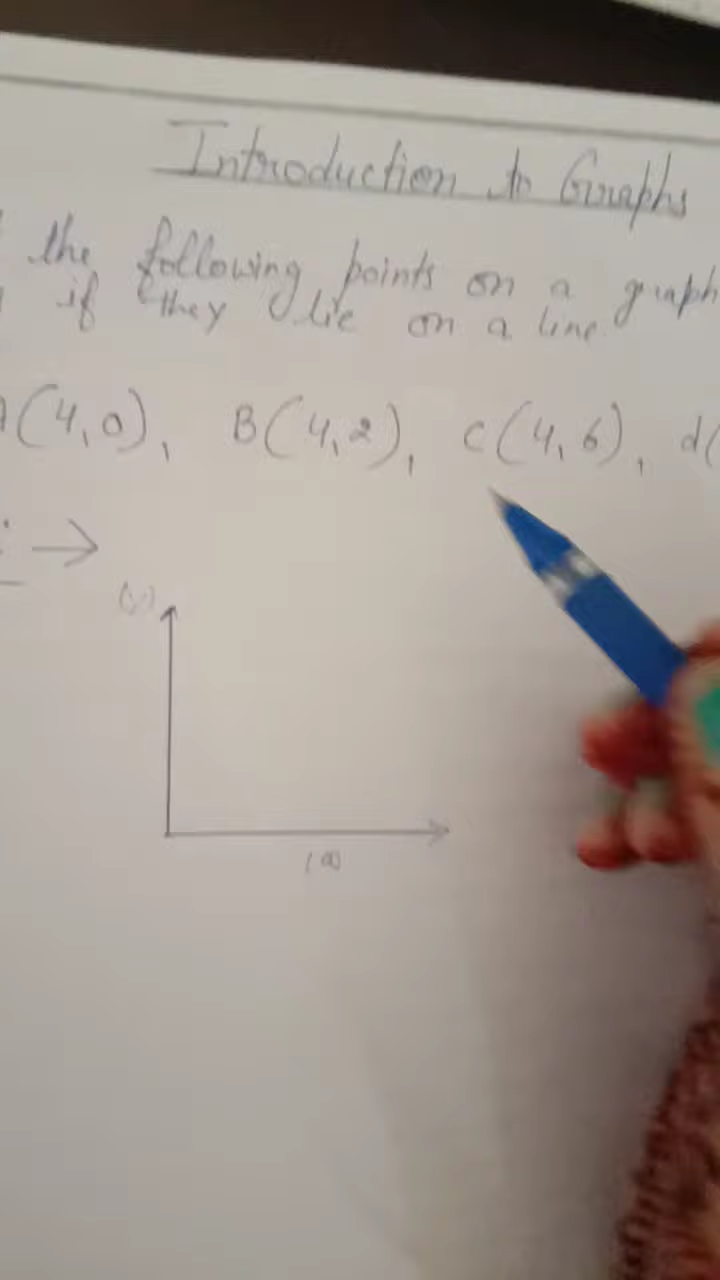 Introduction to Graphs
the following points on a graph
if they lie on a line
A(4,0), B(4,2), C(4,6), d(
: →
(y)
(x)